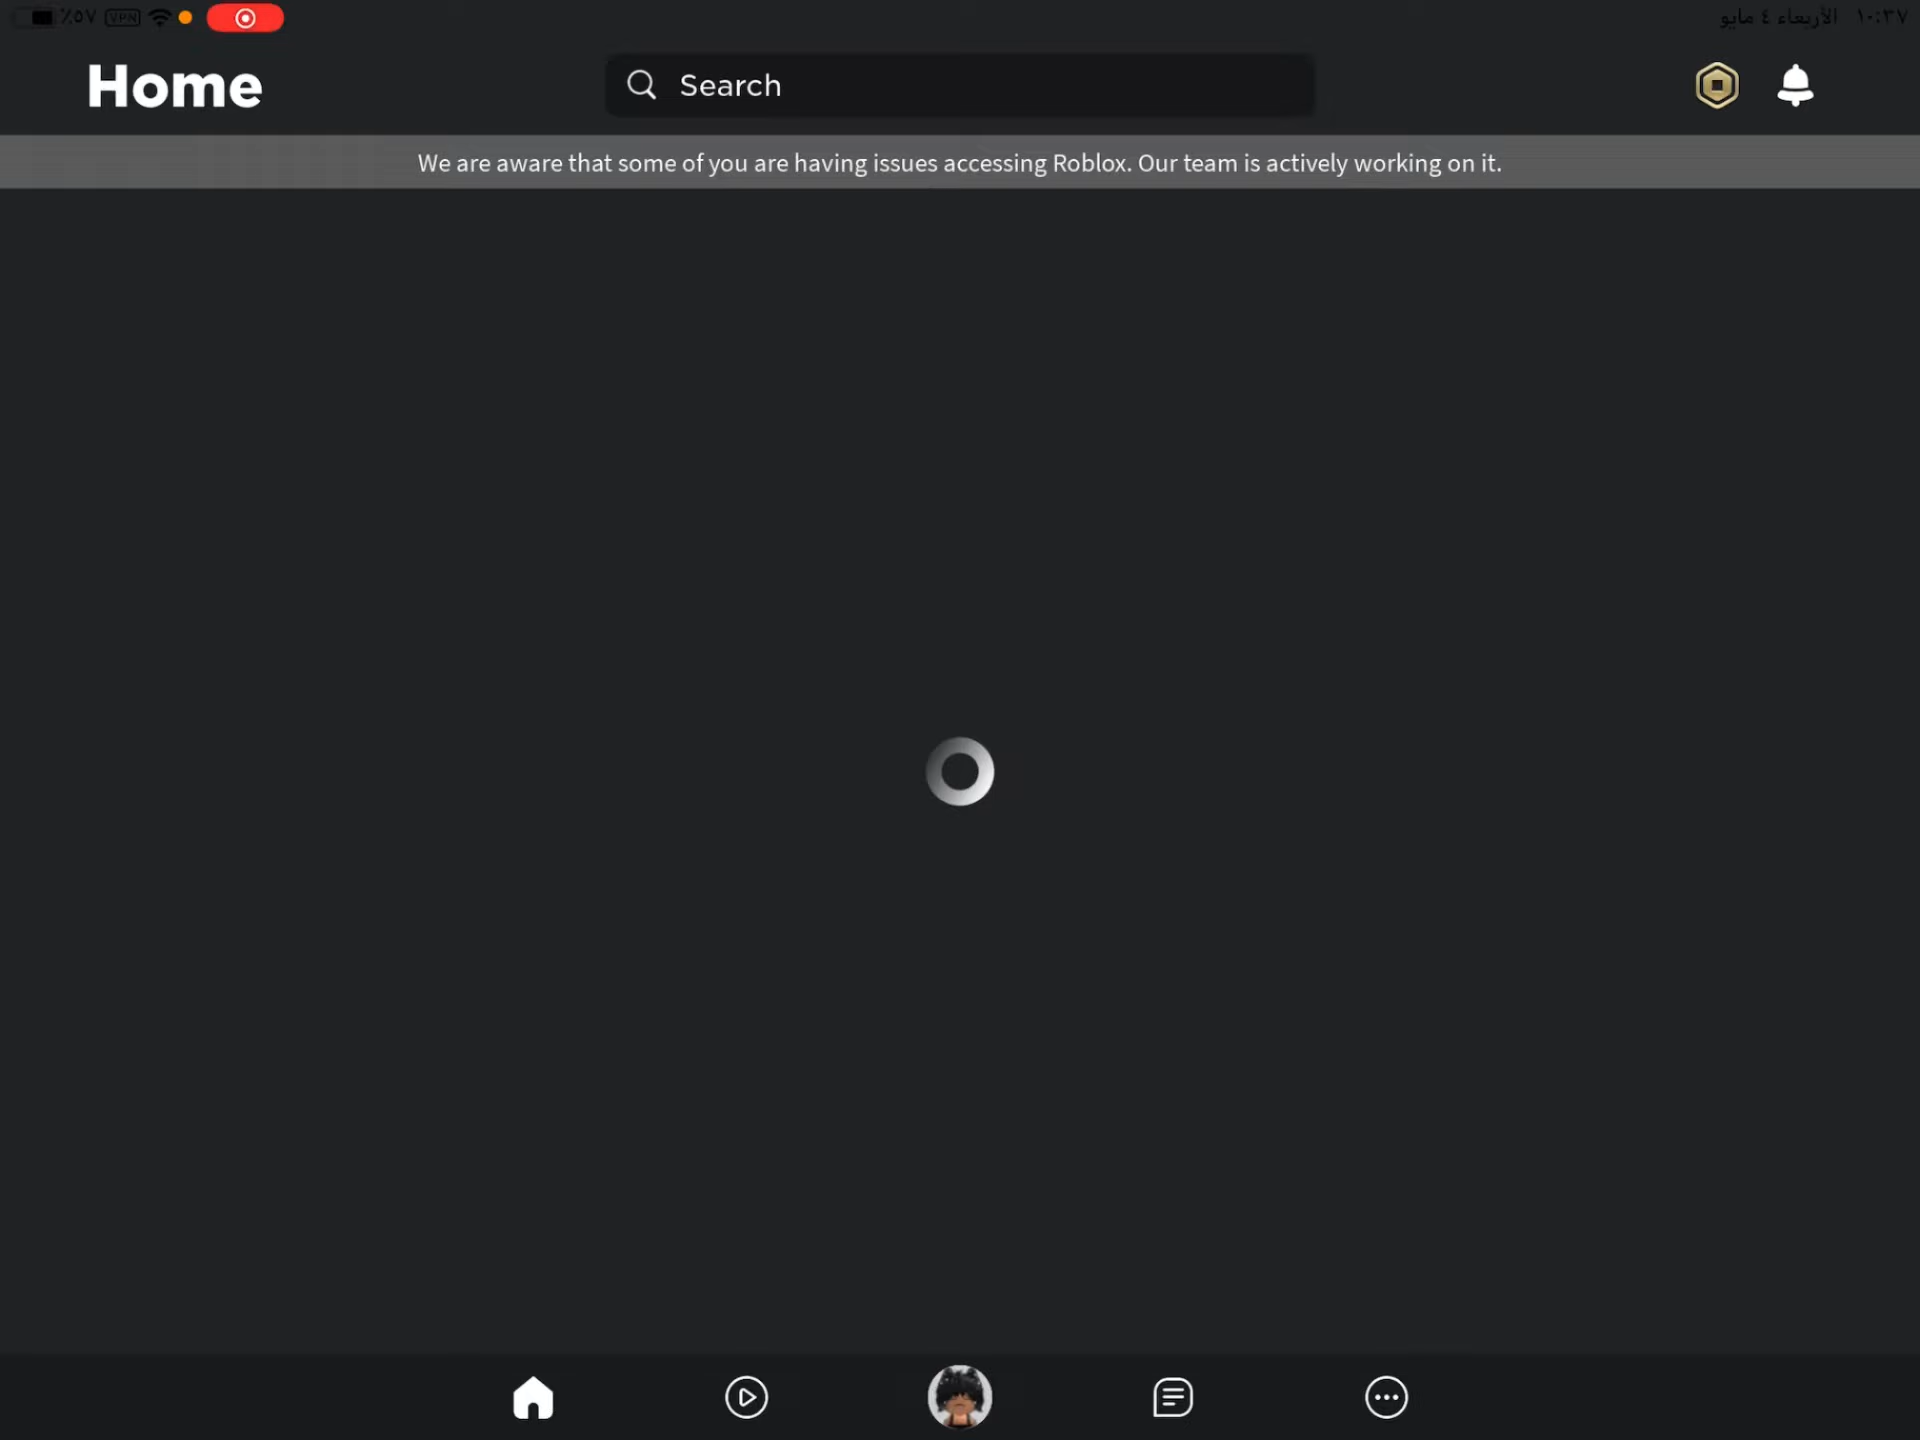 ٪٥٧ VPN
الأربعاء ٤ مايو ١٠:٣٧
Home
Search
We are aware that some of you are having issues accessing Roblox. Our team is actively working on it.